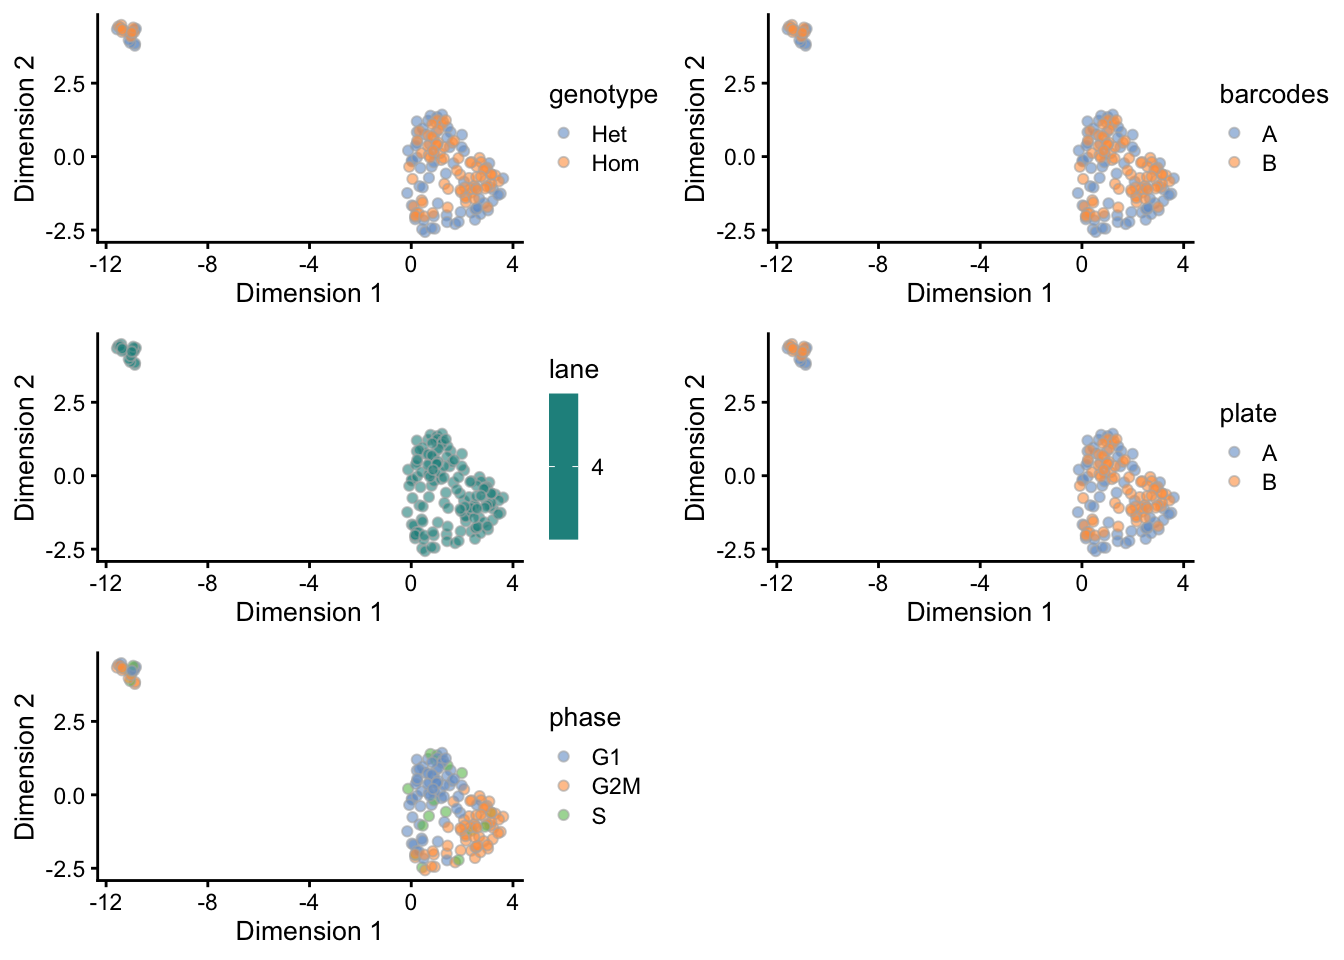 Dimension 2
2.5
0.0
-2.5
-12 -8 -4 0 4
Dimension 1
genotype
Het
Hom
Dimension 2
2.5
0.0
-2.5
-12 -8 -4 0 4
Dimension 1
barcodes
A
B
Dimension 2
2.5
0.0
-2.5
-12 -8 -4 0 4
Dimension 1
lane
4
Dimension 2
2.5
0.0
-2.5
-12 -8 -4 0 4
Dimension 1
plate
A
B
Dimension 2
2.5
0.0
-2.5
-12 -8 -4 0 4
Dimension 1
phase
G1
G2M
S